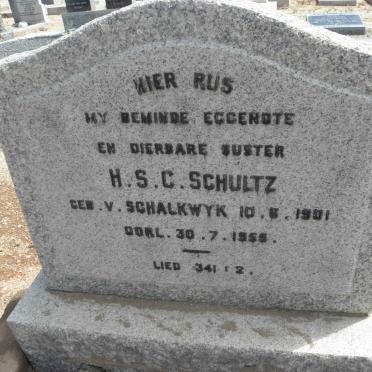 HIER RUS
MY BEMINDE EGGENOTE
EN DIERBARE SUSTER
H.S.C. SCHULTZ
GEB. V. SCHALKWYK 10.6.1901
OORL. 30.7.1955.
LIED 341:2.